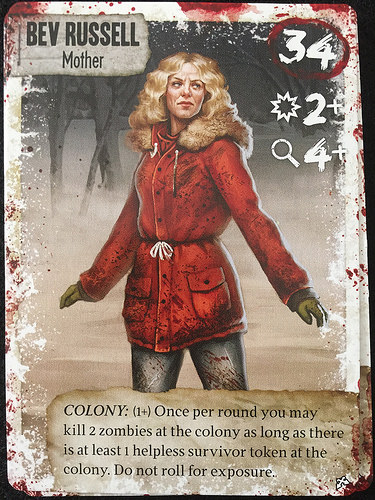 BEV RUSSELL
Mother
34
2+
4+
COLONY: (1+) Once per round you may
kill 2 zombies at the colony as long as there
is at least 1 helpless survivor token at the
colony. Do not roll for exposure.